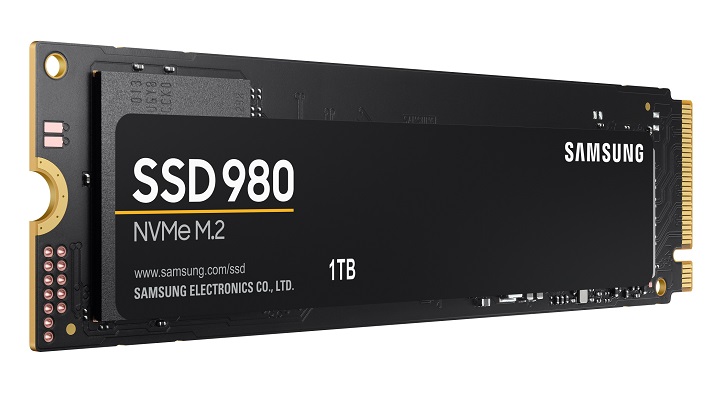 SAMSUNG
SSD 980
NVMe M.2
www.samsung.com/ssd
1TB
SAMSUNG ELECTRONICS CO., LTD.